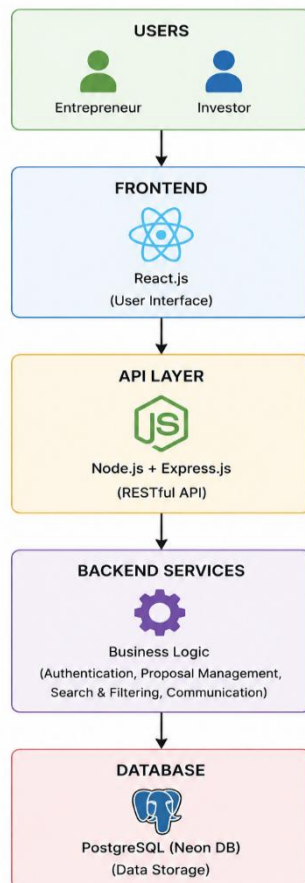 USERS
Entrepreneur Investor
FRONTEND
React.js
(User Interface)
API LAYER
JS
Node.js + Express.js
(RESTful API)
BACKEND SERVICES
Business Logic
(Authentication, Proposal Management,
Search & Filtering, Communication)
DATABASE
PostgreSQL (Neon DB)
(Data Storage)